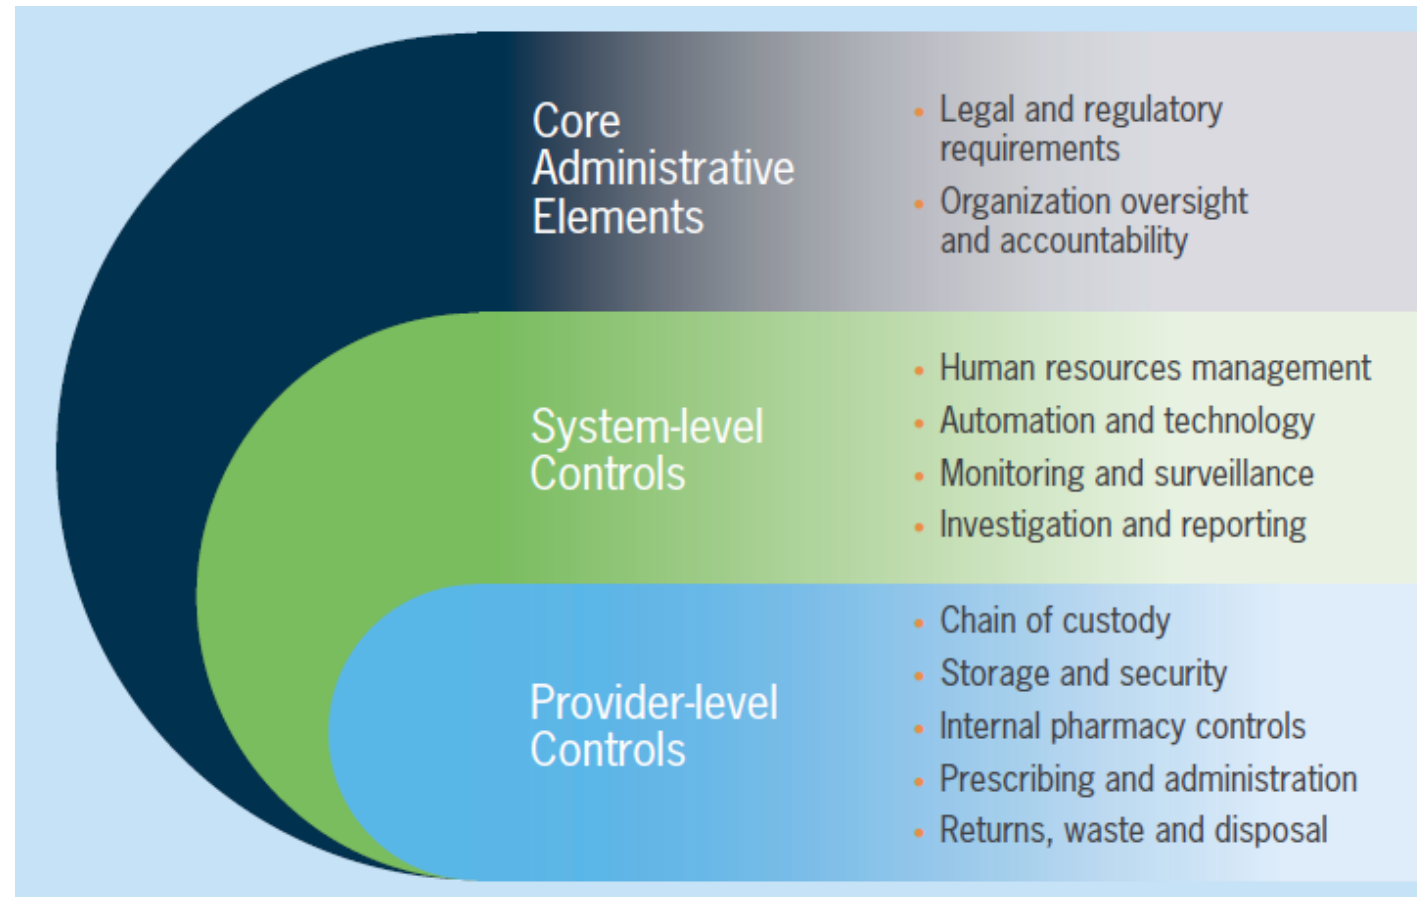 Core
Administrative
Elements
• Legal and regulatory
requirements
• Organization oversight
and accountability
System-level
Controls
• Human resources management
• Automation and technology
• Monitoring and surveillance
• Investigation and reporting
Provider-level
Controls
• Chain of custody
• Storage and security
• Internal pharmacy controls
• Prescribing and administration
• Returns, waste and disposal